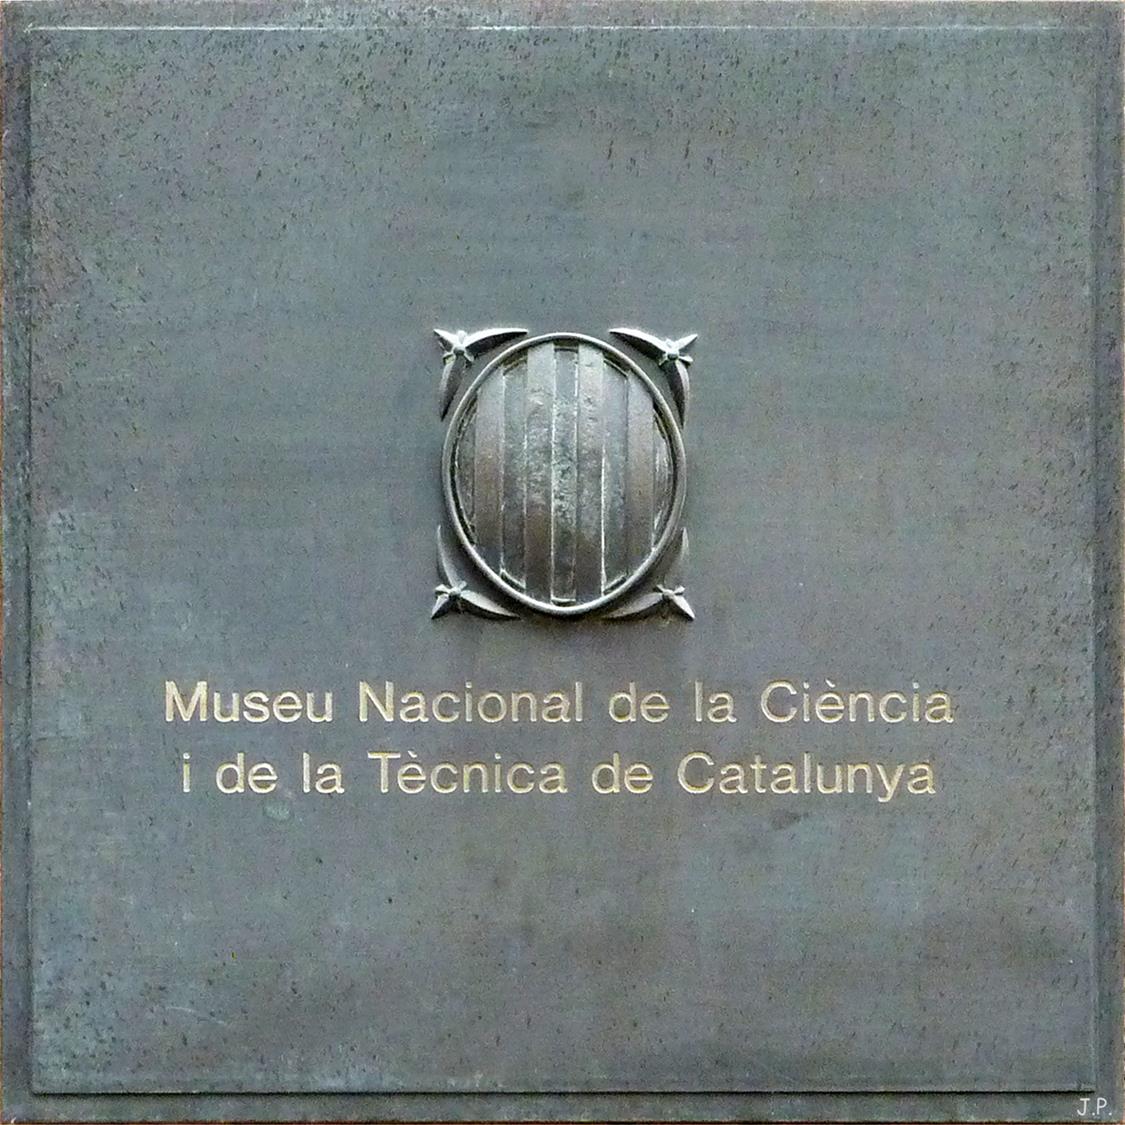 Museu Nacional de la Ciència
i de la Tècnica de Catalunya
J.P.